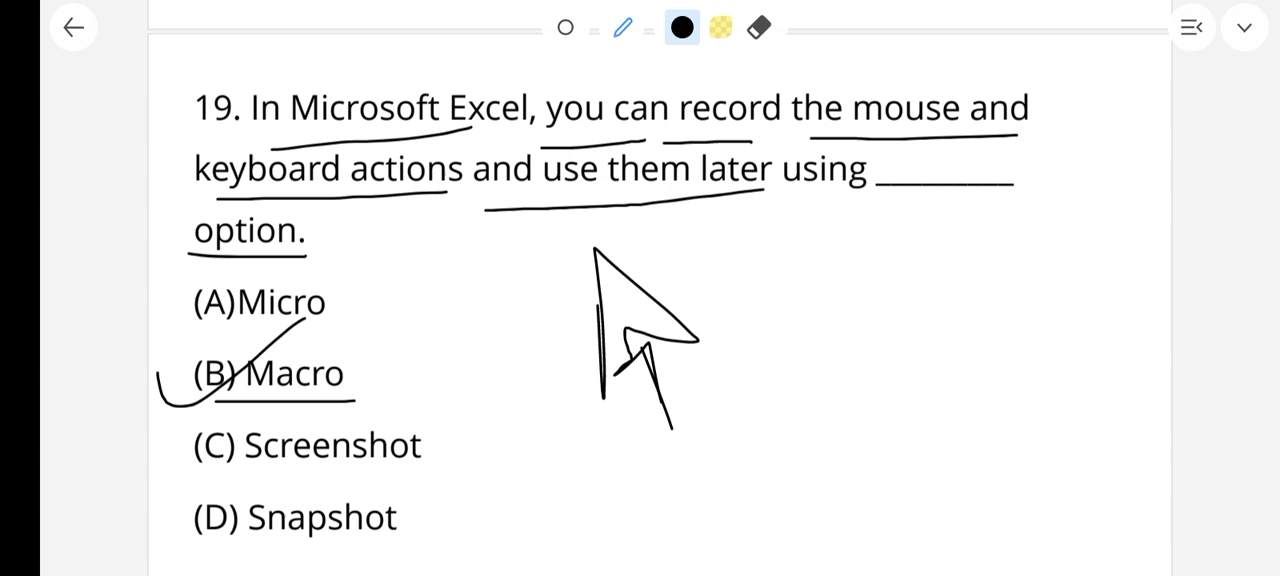 19. In Microsoft Excel, you can record the mouse and
keyboard actions and use them later using ________
option.
(A)Micro
(B) Macro
(C) Screenshot
(D) Snapshot